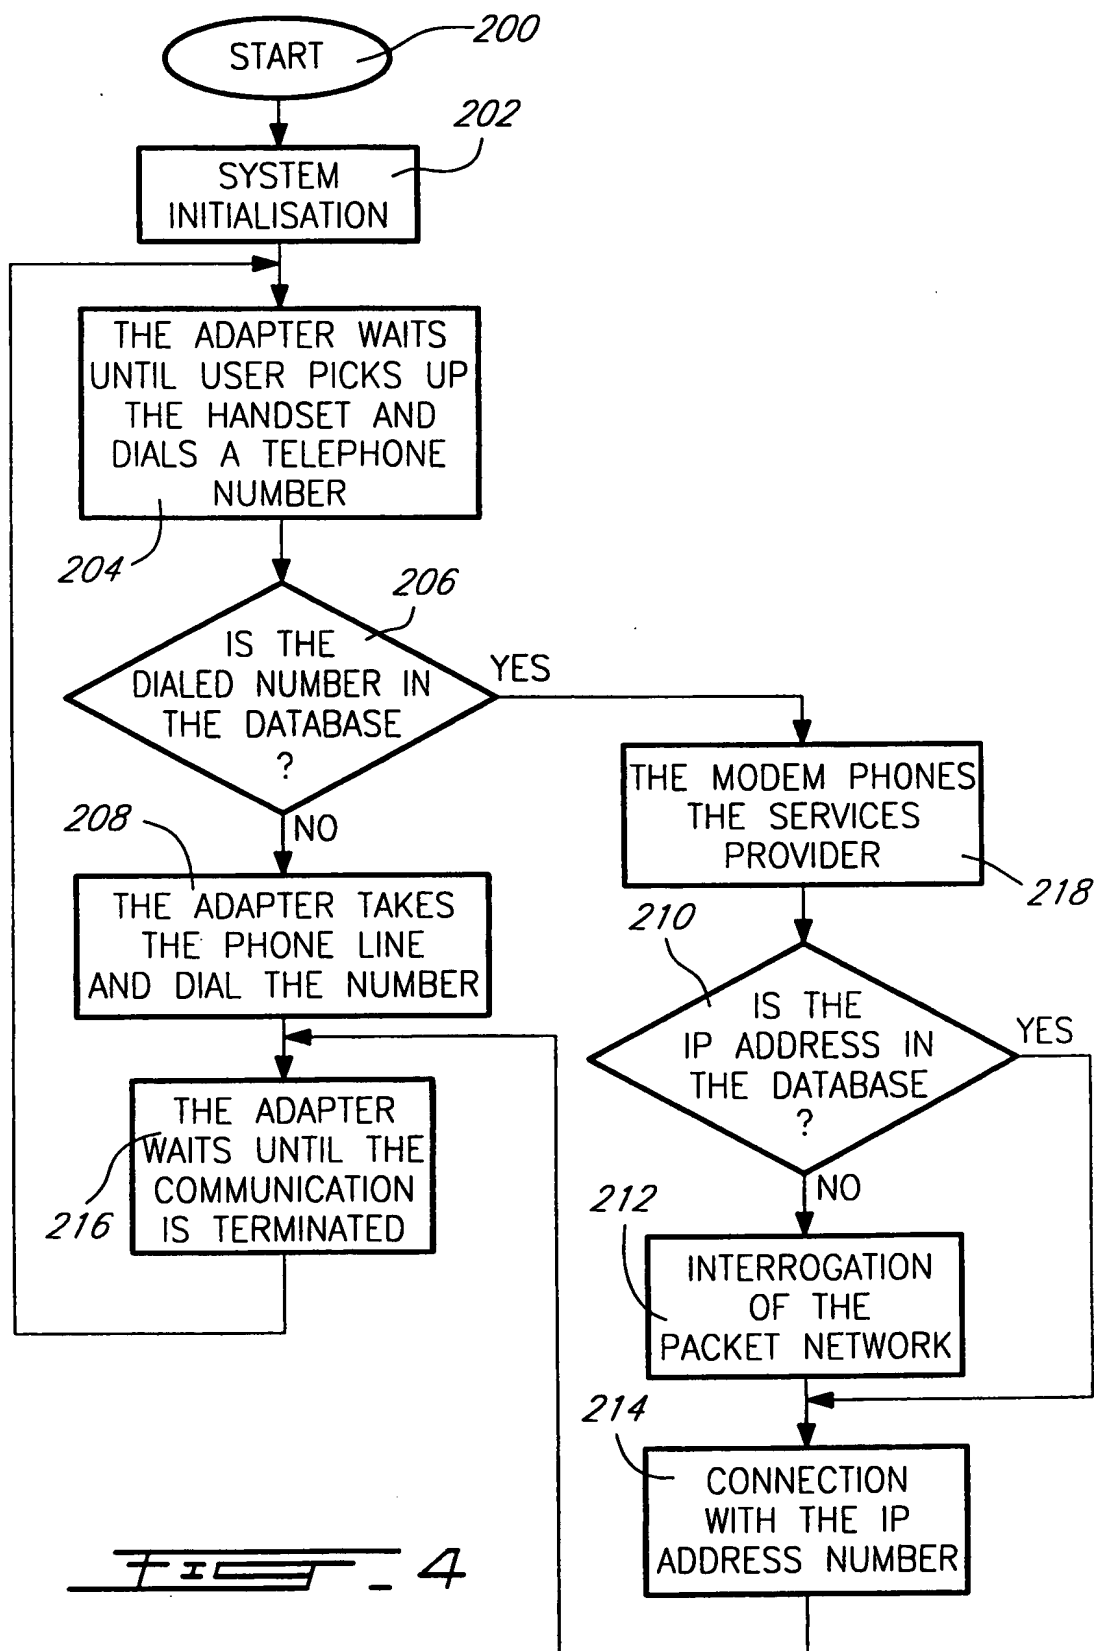 START
200
202
SYSTEM
INITIALISATION
THE ADAPTER WAITS
UNTIL USER PICKS UP
THE HANDSET AND
DIALS A TELEPHONE
NUMBER
204
206
IS THE
DIALED NUMBER IN
THE DATABASE
?
YES
NO
208
THE ADAPTER TAKES
THE PHONE LINE
AND DIAL THE NUMBER
THE ADAPTER
WAITS UNTIL THE
COMMUNICATION
IS TERMINATED
216
THE MODEM PHONES
THE SERVICES
PROVIDER
218
210
IS THE
IP ADDRESS IN
THE DATABASE
?
YES
NO
212
INTERROGATION
OF THE
PACKET NETWORK
214
CONNECTION
WITH THE IP
ADDRESS NUMBER
FIG_4